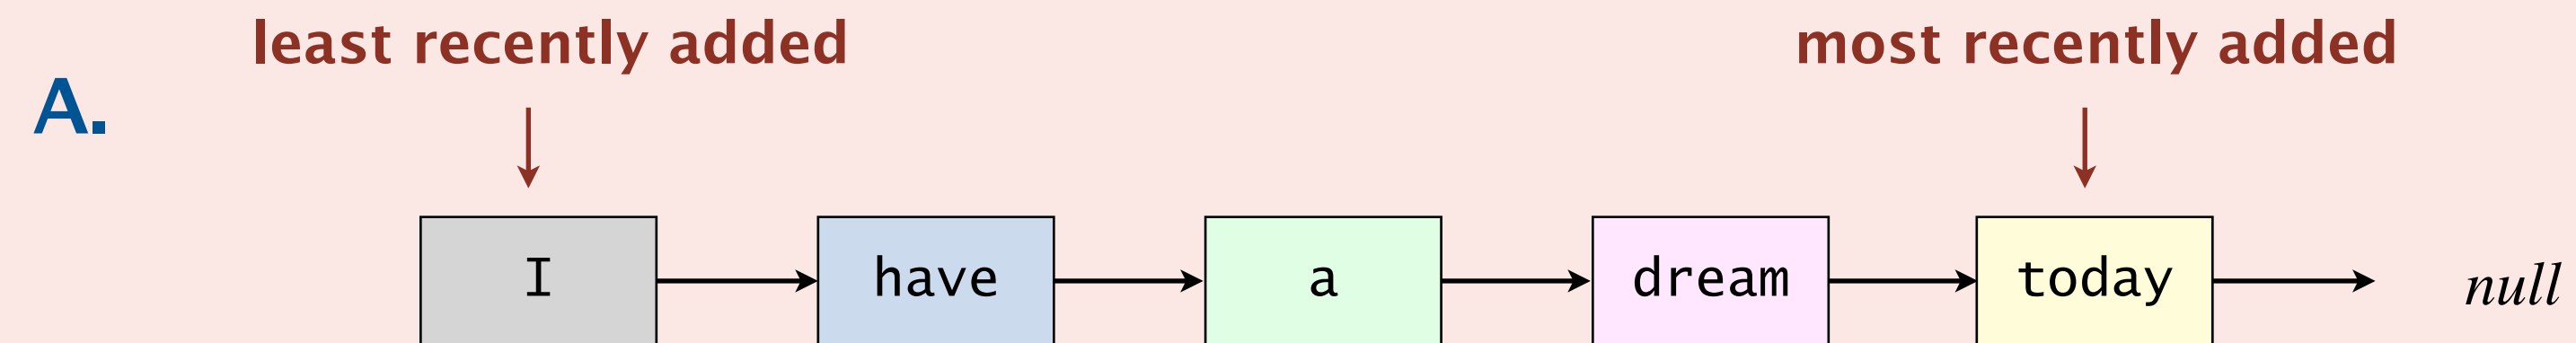 least recently added most recently added
A.
I have a dream today null